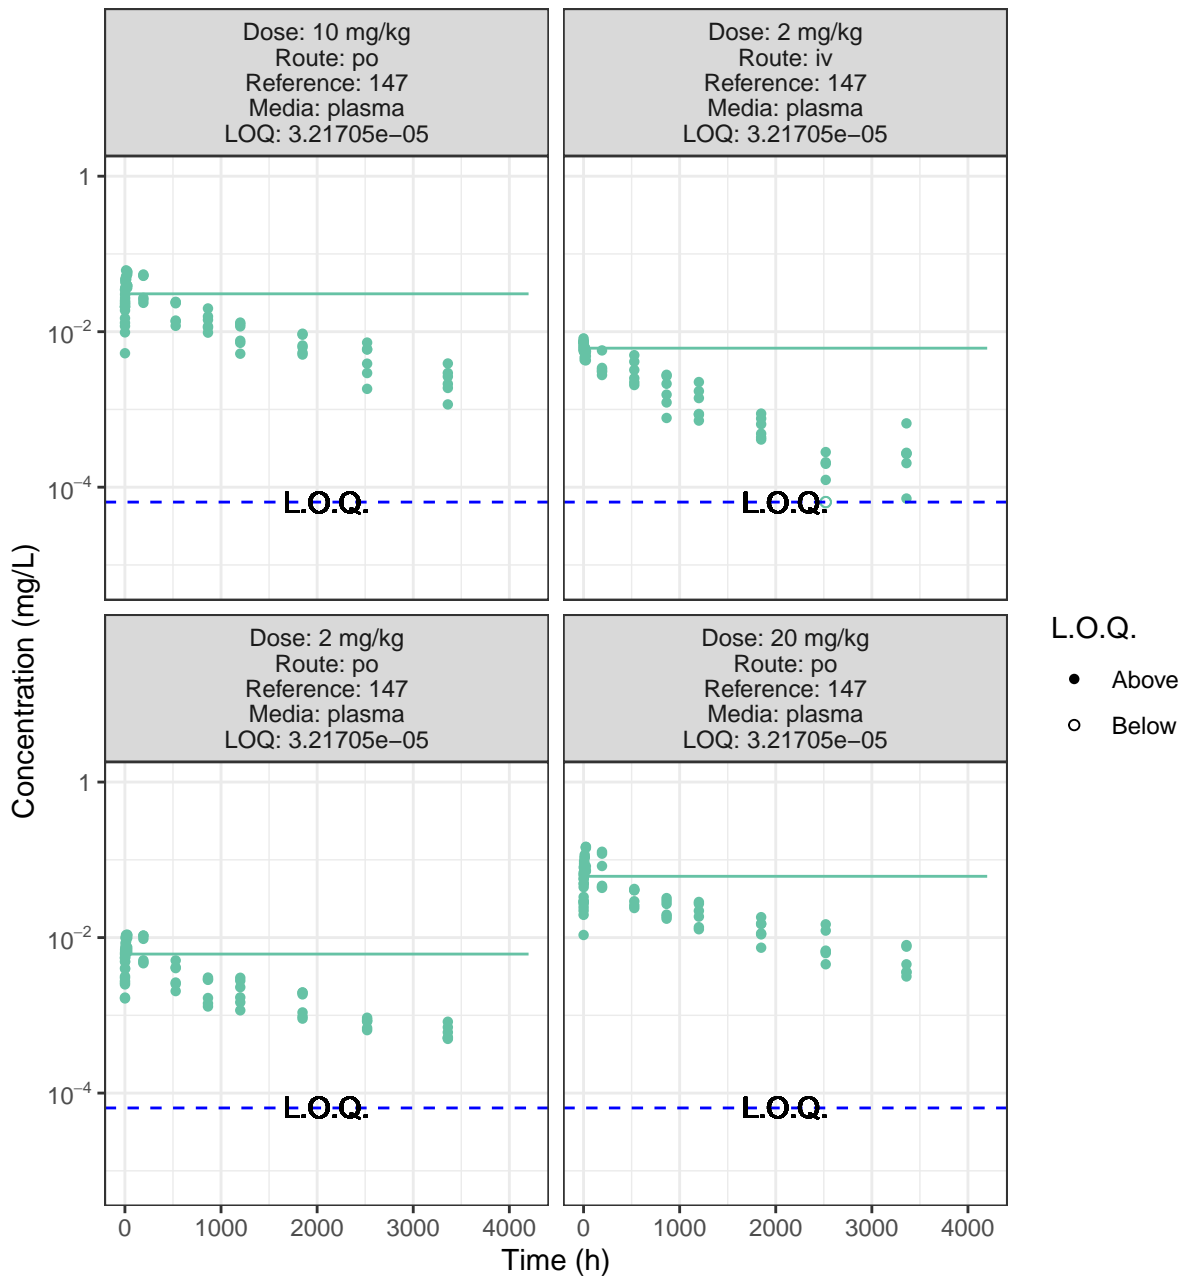 Dose: 10 mg/kg
Route: po
Reference: 147
Media: plasma
LOQ: 3.21705e−05
Dose: 2 mg/kg
Route: iv
Reference: 147
Media: plasma
LOQ: 3.21705e−05
1
10⁻²
10⁻⁴
L.O.Q.
L.O.Q.
Dose: 2 mg/kg
Route: po
Reference: 147
Media: plasma
LOQ: 3.21705e−05
Dose: 20 mg/kg
Route: po
Reference: 147
Media: plasma
LOQ: 3.21705e−05
1
10⁻²
10⁻⁴
L.O.Q.
L.O.Q.
0 1000 2000 3000 4000
0 1000 2000 3000 4000
Time (h)
Concentration (mg/L)
L.O.Q.
Above
Below